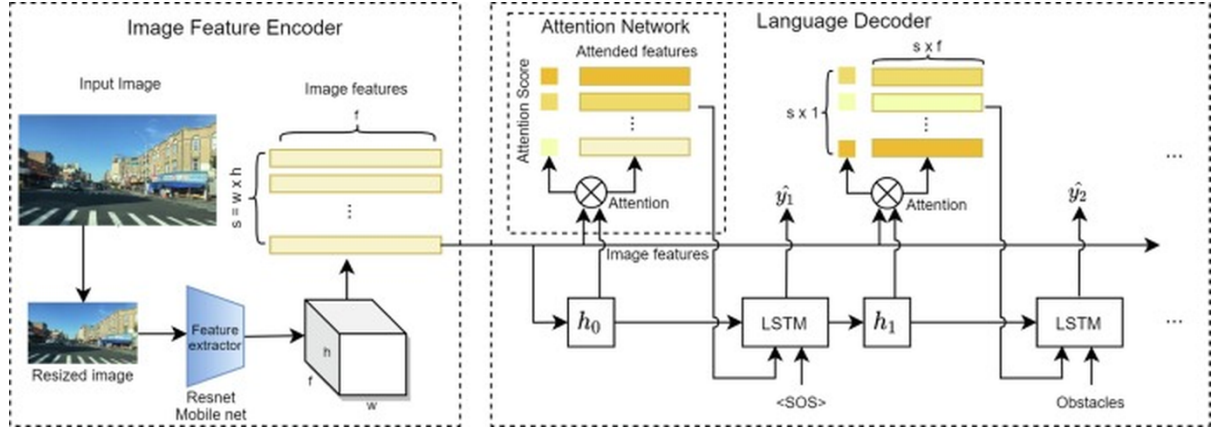 Image Feature Encoder
Input Image
Image features
f
s = w x h
Resized image
Feature
extractor
Resnet
Mobile net
h
f
w
Language Decoder
Attention Network
Attended features
Attention Score
...
Attention
Image features
h₀
LSTM
ŷ₁
<SOS>
s x f
s x 1
...
Attention
h₁
LSTM
ŷ₂
Obstacles
...
...